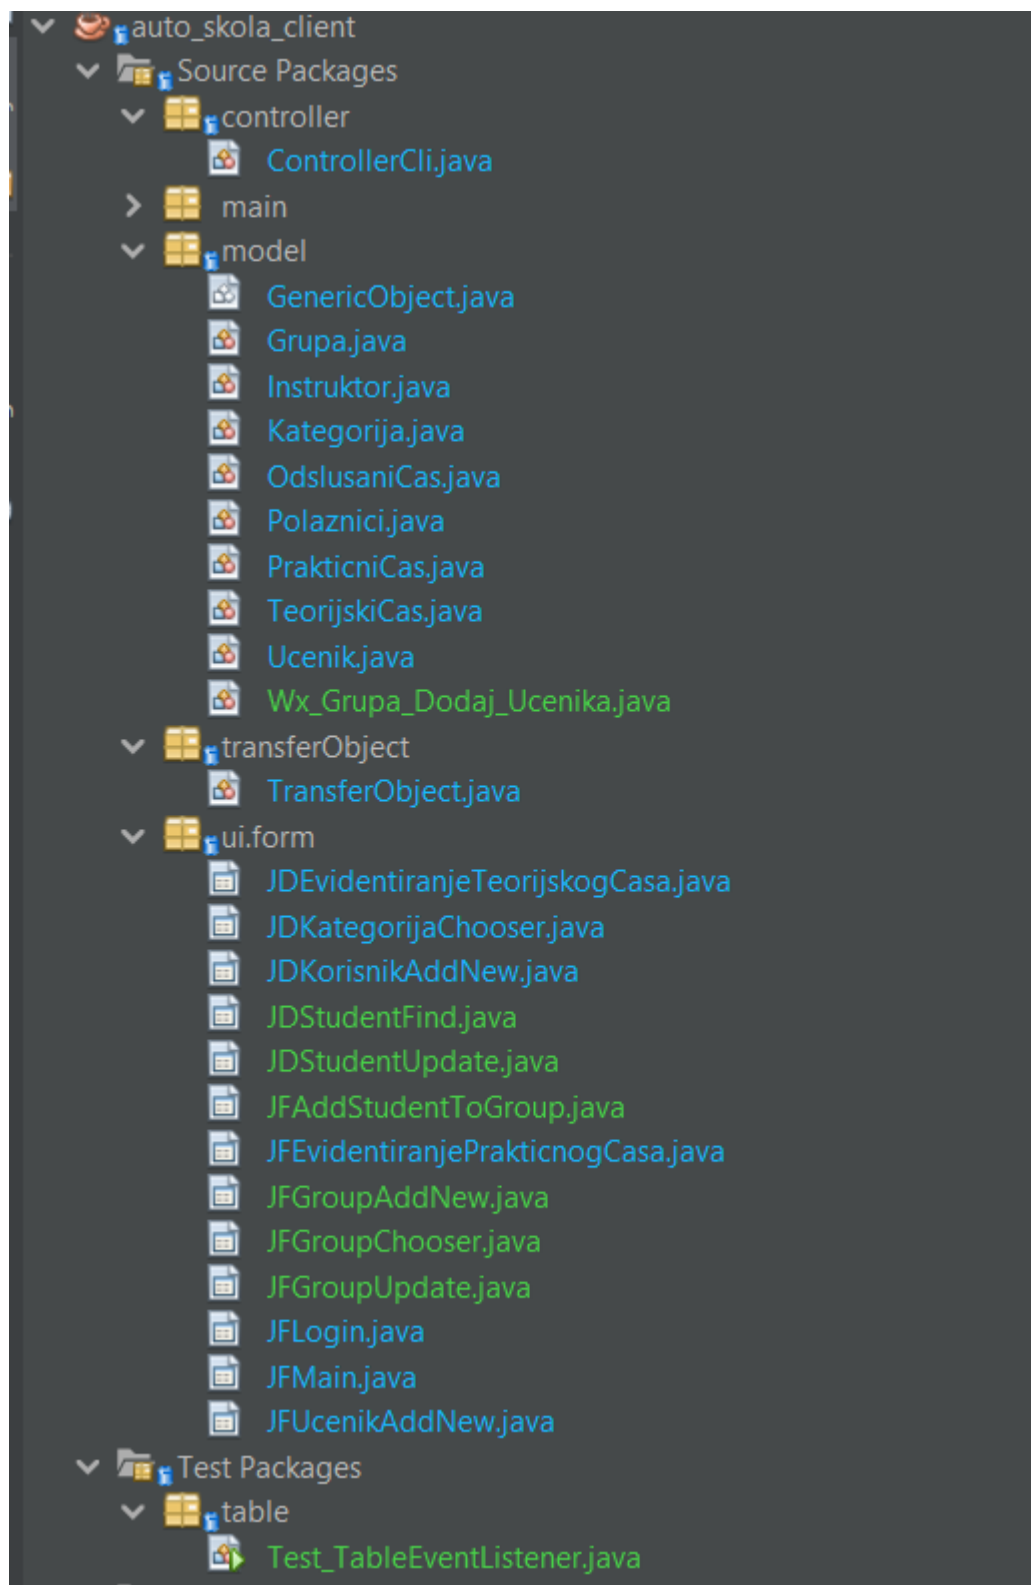 auto_skola_client
Source Packages
controller
ControllerCli.java
main
model
GenericObject.java
Grupa.java
Instruktor.java
Kategorija.java
OdslusaniCas.java
Polaznici.java
PrakticniCas.java
TeorijskiCas.java
Ucenik.java
Wx_Grupa_Dodaj_Ucenika.java
transferObject
TransferObject.java
ui.form
JDEvidentiranjeTeorijskogCasa.java
JDKategorijaChooser.java
JDKorisnikAddNew.java
JDStudentFind.java
JDStudentUpdate.java
JFAddStudentToGroup.java
JFEvidentiranjePrakticnogCasa.java
JFGroupAddNew.java
JFGroupChooser.java
JFGroupUpdate.java
JFLogin.java
JFMain.java
JFUcenikAddNew.java
Test Packages
table
Test_TableEventListener.java